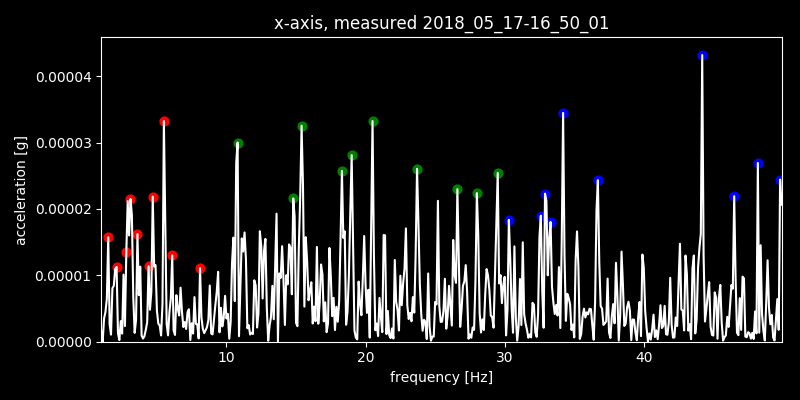 x-axis, measured 2018_05_17-16_50_01
0.00004
0.00003
0.00002
0.00001
0.00000
acceleration [g]
10 20 30 40
frequency [Hz]